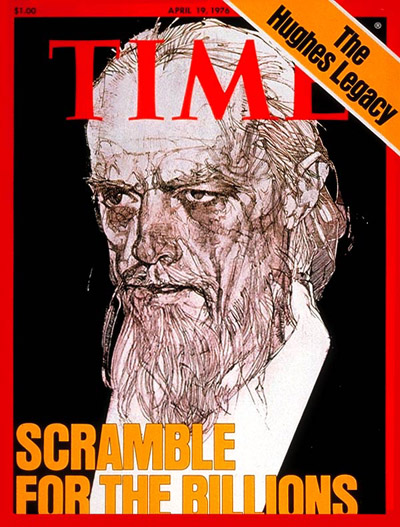 $1.00
APRIL 19, 1976
The
Hughes Legacy
®
TIME
SCRAMBLE
FOR THE BILLIONS